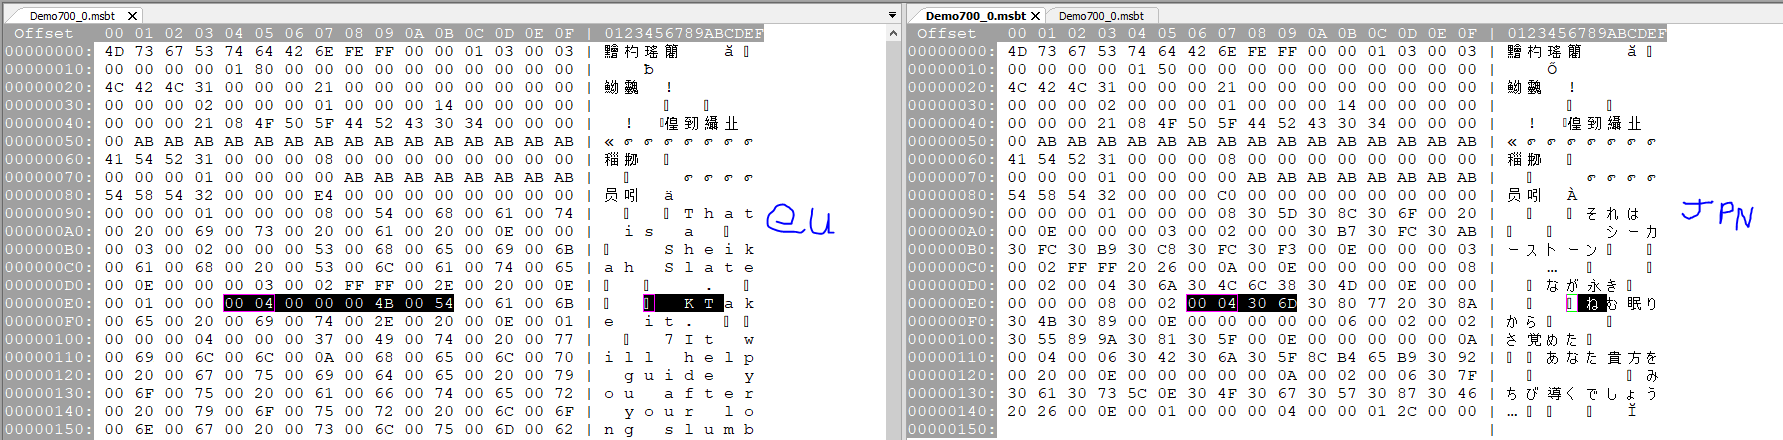 Demo700_0.msbt ×
Offset 00 01 02 03 04 05 06 07 08 09 0A 0B 0C 0D 0E 0F | 0123456789ABCDEF
00000000: 4D 73 67 53 74 64 42 6E FE FF 00 00 01 03 00 03 |
00000010: 00 00 00 00 01 80 00 00 00 00 00 00 00 00 00 00 |
00000020: 4C 42 4C 31 00 00 00 21 00 00 00 00 00 00 00 00 | !
00000030: 00 00 00 02 00 00 00 01 00 00 00 14 00 00 00 00 |
00000040: 00 00 00 21 08 4F 50 5F 44 52 43 30 34 00 00 00 | !
00000050: 00 AB AB AB AB AB AB AB AB AB AB AB AB AB AB AB | «
00000060: 41 54 52 31 00 00 00 08 00 00 00 00 00 00 00 00 |
00000070: 00 00 00 01 00 00 00 00 AB AB AB AB AB AB AB AB |
00000080: 54 58 54 32 00 00 00 E4 00 00 00 00 00 00 00 00 | 员吲 ä
00000090: 00 00 00 01 00 00 00 08 00 54 00 68 00 61 00 74 | That
000000A0: 00 20 00 69 00 73 00 20 00 61 00 20 00 0E 00 00 | is a
000000B0: 00 03 00 02 00 00 00 53 00 68 00 65 00 69 00 6B | Sheik
000000C0: 00 61 00 68 00 20 00 53 00 6C 00 61 00 74 00 65 | ah Slate
000000D0: 00 0E 00 00 00 03 00 02 FF FF 00 2E 00 20 00 0E | .
000000E0: 00 01 00 00 00 04 00 00 00 00 4B 00 54 00 61 00 6B | KTak
000000F0: 00 65 00 20 00 69 00 74 00 2E 00 20 00 0E 00 01 | e it.
00000100: 00 00 00 04 00 00 00 37 00 49 00 74 00 20 00 77 | 7It w
00000110: 00 69 00 6C 00 6C 00 0A 00 68 00 65 00 6C 00 70 | ill help
00000120: 00 20 00 67 00 75 00 69 00 64 00 65 00 20 00 79 | guide y
00000130: 00 6F 00 75 00 20 00 61 00 66 00 74 00 65 00 72 | ou after
00000140: 00 20 00 79 00 6F 00 75 00 72 00 20 00 6C 00 6F | your lo
00000150: 00 6E 00 67 00 20 00 73 00 6C 00 75 00 6D 00 62 | ng slumb
eu
Demo700_0.msbt × Demo700_0.msbt
Offset 00 01 02 03 04 05 06 07 08 09 0A 0B 0C 0D 0E 0F | 0123456789ABCDEF
00000000: 4D 73 67 53 74 64 42 6E FE FF 00 00 01 03 00 03 |
00000010: 00 00 00 00 01 50 00 00 00 00 00 00 00 00 00 00 |
00000020: 4C 42 4C 31 00 00 00 21 00 00 00 00 00 00 00 00 | !
00000030: 00 00 00 02 00 00 00 01 00 00 00 14 00 00 00 00 |
00000040: 00 00 00 21 08 4F 50 5F 44 52 43 30 34 00 00 00 | !
00000050: 00 AB AB AB AB AB AB AB AB AB AB AB AB AB AB AB | «
00000060: 41 54 52 31 00 00 00 08 00 00 00 00 00 00 00 00 |
00000070: 00 00 00 01 00 00 00 00 AB AB AB AB AB AB AB AB |
00000080: 54 58 54 32 00 00 00 C0 00 00 00 00 00 00 00 00 | 员吲 À
00000090: 00 00 00 01 00 00 00 08 30 5D 30 8C 30 6F 00 20 | それは
000000A0: 00 0E 00 00 00 03 00 02 00 00 30 B7 30 FC 30 AB | シーカ
000000B0: 30 FC 30 B9 30 C8 30 FC 30 F3 00 0E 00 00 00 03 | ーストーン
000000C0: 00 02 FF FF 20 26 00 0A 00 0E 00 00 00 00 00 08 | …
000000D0: 00 02 00 04 30 6A 30 4C 6C 38 30 4D 00 0E 00 00 | なが永き
000000E0: 00 00 00 08 00 02 00 04 30 6D 30 80 77 20 30 8A | ねむ眠り
000000F0: 30 4B 30 89 00 0E 00 00 00 00 00 06 00 02 00 02 | から
00000100: 30 55 89 9A 30 81 30 5F 00 0E 00 00 00 00 00 0A | さ覚めた
00000110: 00 04 00 06 30 42 30 6A 30 5F 8C B4 65 B9 30 92 | あなた貴方を
00000120: 00 20 00 0E 00 00 00 00 00 0A 00 02 00 06 30 7F | み
00000130: 30 61 30 73 5C 0E 30 4F 30 67 30 57 30 87 30 46 | ちび導くでしょう
00000140: 20 26 00 0E 00 01 00 00 00 04 00 00 01 2C 00 00 | …
00000150: |
JPN